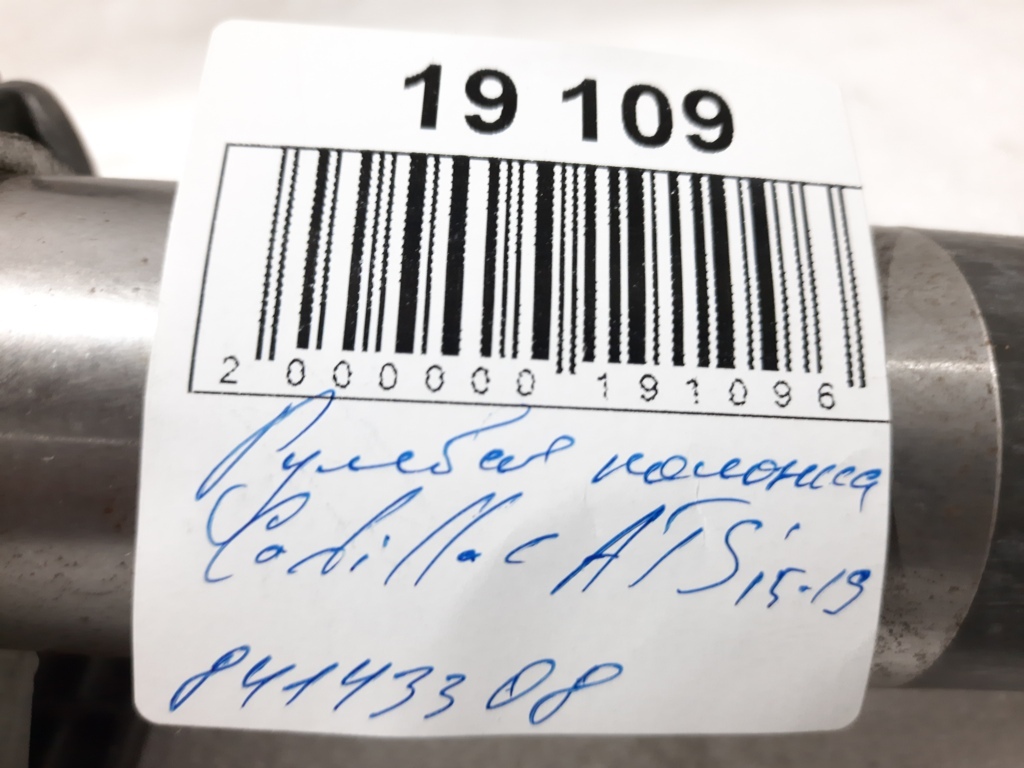 19 109
2 000000 191096
Рулевая колонка
Cadillac ATS 15-19
84143308